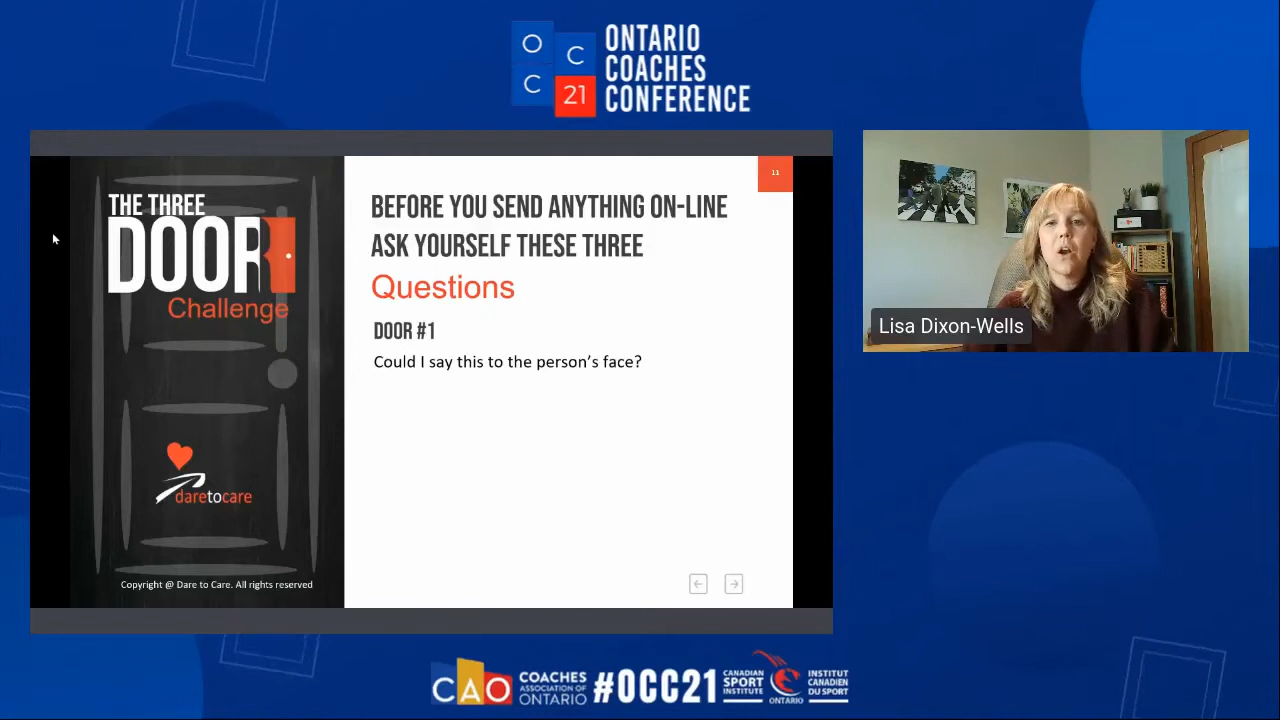 O
C
C
21
ONTARIO
COACHES
CONFERENCE
THE THREE
DOOR
Challenge
daretocare
Copyright @ Dare to Care. All rights reserved
11
BEFORE YOU SEND ANYTHING ON-LINE
ASK YOURSELF THESE THREE
Questions
DOOR #1
Could I say this to the person's face?
Lisa Dixon-Wells
CAO
COACHES
ASSOCIATION OF
ONTARIO
#OCC21
CANADIAN
SPORT
INSTITUTE
ONTARIO
INSTITUT
CANADIEN
DU SPORT